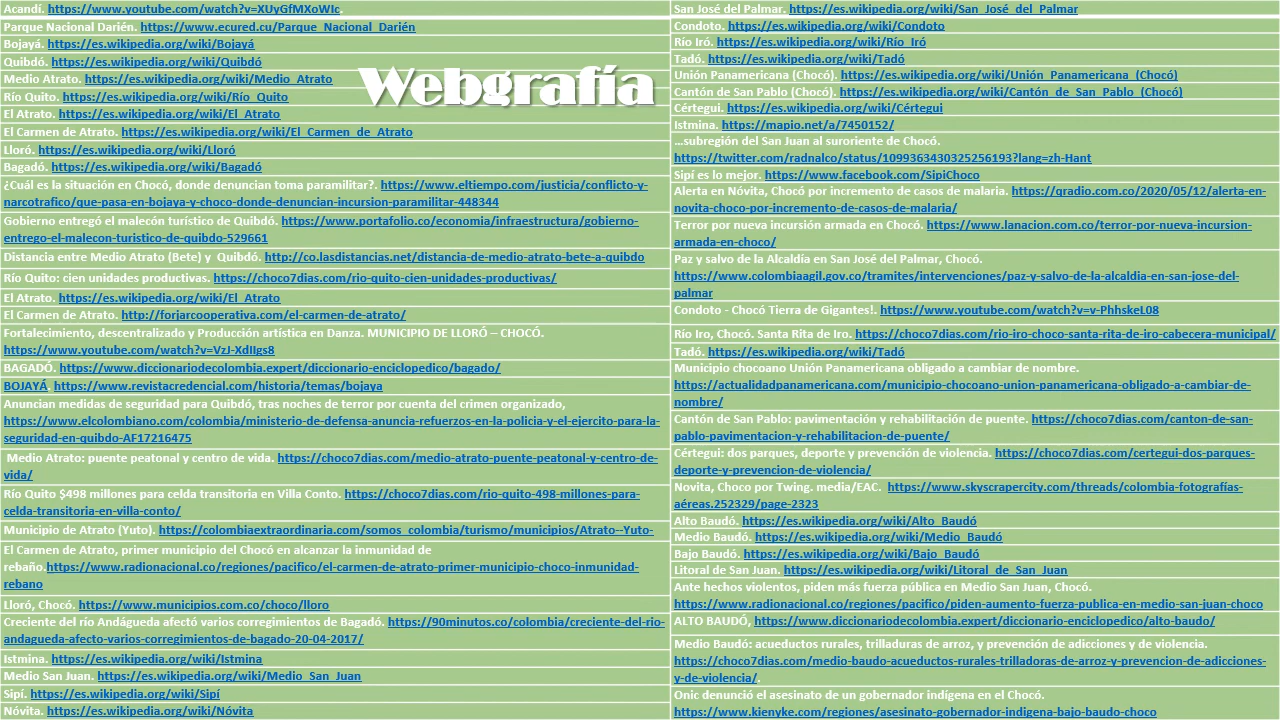 Webgrafía
Acandí. https://www.youtube.com/watch?v=XUyGfMXoWIc.
Parque Nacional Darién. https://www.ecured.cu/Parque_Nacional_Darién
Bojayá. https://es.wikipedia.org/wiki/Bojayá
Quibdó. https://es.wikipedia.org/wiki/Quibdó
Medio Atrato. https://es.wikipedia.org/wiki/Medio_Atrato
Río Quito. https://es.wikipedia.org/wiki/Río_Quito
El Atrato. https://es.wikipedia.org/wiki/El_Atrato
El Carmen de Atrato. https://es.wikipedia.org/wiki/El_Carmen_de_Atrato
Lloró. https://es.wikipedia.org/wiki/Lloró
Bagadó. https://es.wikipedia.org/wiki/Bagadó
¿Cuál es la situación en Chocó, donde denuncian toma paramilitar?. https://www.eltiempo.com/justicia/conflicto-y-
narcotrafico/que-pasa-en-bojaya-y-choco-donde-denuncian-incursion-paramilitar-448344
Gobierno entregó el malecón turístico de Quibdó. https://www.portafolio.co/economia/infraestructura/gobierno-
entrego-el-malecon-turistico-de-quibdo-529661
Distancia entre Medio Atrato (Bete) y  Quibdó. http://co.lasdistancias.net/distancia-de-medio-atrato-bete-a-quibdo
Río Quito: cien unidades productivas. https://choco7dias.com/rio-quito-cien-unidades-productivas/
El Atrato. https://es.wikipedia.org/wiki/El_Atrato
El Carmen de Atrato. http://forjarcooperativa.com/el-carmen-de-atrato/
Fortalecimiento, descentralizado y Producción artística en Danza. MUNICIPIO DE LLORÓ – CHOCÓ.
https://www.youtube.com/watch?v=VzJ-XdIIgs8
BAGADÓ. https://www.diccionariodecolombia.expert/diccionario-enciclopedico/bagado/
BOJAYÁ. https://www.revistacredencial.com/historia/temas/bojaya
Anuncian medidas de seguridad para Quibdó, tras noches de terror por cuenta del crimen organizado,
https://www.elcolombiano.com/colombia/ministerio-de-defensa-anuncia-refuerzos-en-la-policia-y-el-ejercito-para-la-
seguridad-en-quibdo-AF17216475
Medio Atrato: puente peatonal y centro de vida. https://choco7dias.com/medio-atrato-puente-peatonal-y-centro-de-
vida/
Río Quito $498 millones para celda transitoria en Villa Conto. https://choco7dias.com/rio-quito-498-millones-para-
celda-transitoria-en-villa-conto/
Municipio de Atrato (Yuto). https://colombiaextraordinaria.com/somos_colombia/turismo/municipios/Atrato--Yuto-
El Carmen de Atrato, primer municipio del Chocó en alcanzar la inmunidad de
rebaño.https://www.radionacional.co/regiones/pacifico/el-carmen-de-atrato-primer-municipio-choco-inmunidad-
rebano
Lloró, Chocó. https://www.municipios.com.co/choco/lloro
Creciente del río Andágueda afectó varios corregimientos de Bagadó. https://90minutos.co/colombia/creciente-del-rio-
andagueda-afecto-varios-corregimientos-de-bagado-20-04-2017/
Istmina. https://es.wikipedia.org/wiki/Istmina
Medio San Juan. https://es.wikipedia.org/wiki/Medio_San_Juan
Sipí. https://es.wikipedia.org/wiki/Sipí
Nóvita. https://es.wikipedia.org/wiki/Nóvita
San José del Palmar. https://es.wikipedia.org/wiki/San_José_del_Palmar
Condoto. https://es.wikipedia.org/wiki/Condoto
Río Iró. https://es.wikipedia.org/wiki/Río_Iró
Tadó. https://es.wikipedia.org/wiki/Tadó
Unión Panamericana (Chocó). https://es.wikipedia.org/wiki/Unión_Panamericana_(Chocó)
Cantón de San Pablo (Chocó). https://es.wikipedia.org/wiki/Cantón_de_San_Pablo_(Chocó)
Cértegui. https://es.wikipedia.org/wiki/Cértegui
Istmina. https://mapio.net/a/7450152/
…subregión del San Juan al suroriente de Chocó.
https://twitter.com/radnalco/status/1099363430325256193?lang=zh-Hant
Sipí es lo mejor. https://www.facebook.com/SipiChoco
Alerta en Nóvita, Chocó por incremento de casos de malaria. https://qradio.com.co/2020/05/12/alerta-en-
novita-choco-por-incremento-de-casos-de-malaria/
Terror por nueva incursión armada en Chocó. https://www.lanacion.com.co/terror-por-nueva-incursion-
armada-en-choco/
Paz y salvo de la Alcaldía en San José del Palmar, Chocó.
https://www.colombiaagil.gov.co/tramites/intervenciones/paz-y-salvo-de-la-alcaldia-en-san-jose-del-
palmar
Condoto - Chocó Tierra de Gigantes!. https://www.youtube.com/watch?v=v-PhhskeL08
Río Iro, Chocó. Santa Rita de Iro. https://choco7dias.com/rio-iro-choco-santa-rita-de-iro-cabecera-municipal/
Tadó. https://es.wikipedia.org/wiki/Tadó
Municipio chocoano Unión Panamericana obligado a cambiar de nombre.
https://actualidadpanamericana.com/municipio-chocoano-union-panamericana-obligado-a-cambiar-de-
nombre/
Cantón de San Pablo: pavimentación y rehabilitación de puente. https://choco7dias.com/canton-de-san-
pablo-pavimentacion-y-rehabilitacion-de-puente/
Cértegui: dos parques, deporte y prevención de violencia. https://choco7dias.com/certegui-dos-parques-
deporte-y-prevencion-de-violencia/
Novita, Choco por Twing. media/EAC.  https://www.skyscrapercity.com/threads/colombia-fotografías-
aéreas.252329/page-2323
Alto Baudó. https://es.wikipedia.org/wiki/Alto_Baudó
Medio Baudó. https://es.wikipedia.org/wiki/Medio_Baudó
Bajo Baudó. https://es.wikipedia.org/wiki/Bajo_Baudó
Litoral de San Juan. https://es.wikipedia.org/wiki/Litoral_de_San_Juan
Ante hechos violentos, piden más fuerza pública en Medio San Juan, Chocó.
https://www.radionacional.co/regiones/pacifico/piden-aumento-fuerza-publica-en-medio-san-juan-choco
ALTO BAUDÓ, https://www.diccionariodecolombia.expert/diccionario-enciclopedico/alto-baudo/
Medio Baudó: acueductos rurales, trilladuras de arroz, y prevención de adicciones y de violencia.
https://choco7dias.com/medio-baudo-acueductos-rurales-trilladoras-de-arroz-y-prevencion-de-adicciones-
y-de-violencia/.
Onic denunció el asesinato de un gobernador indígena en el Chocó.
https://www.kienyke.com/regiones/asesinato-gobernador-indigena-bajo-baudo-choco